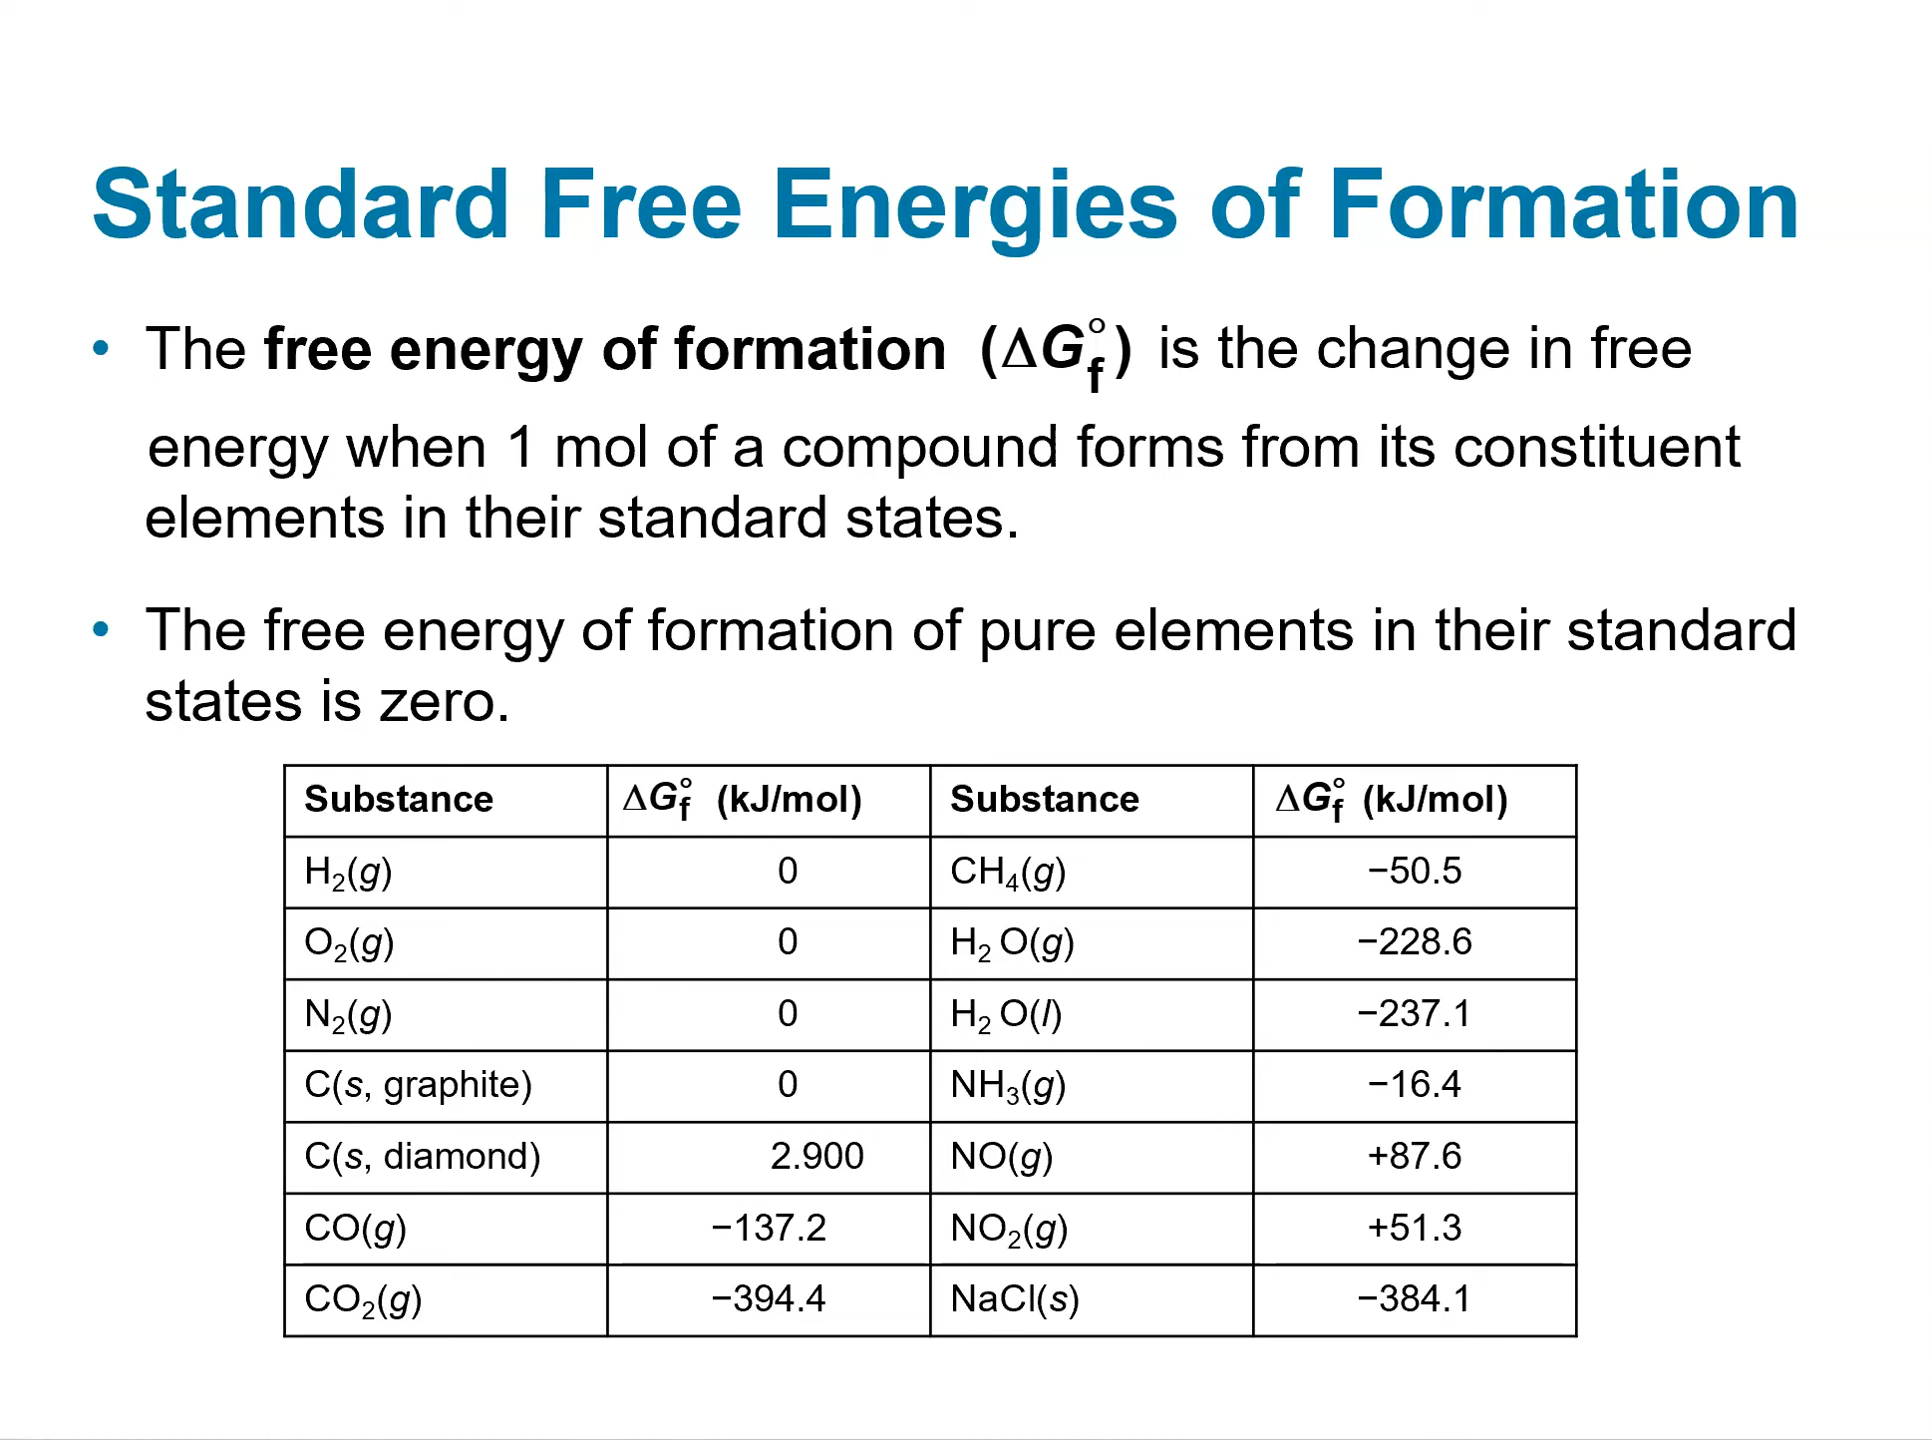 Standard Free Energies of Formation
• The free energy of formation (ΔG°f) is the change in free
energy when 1 mol of a compound forms from its constituent
elements in their standard states.
• The free energy of formation of pure elements in their standard
states is zero.
Substance ΔG°f (kJ/mol) Substance ΔG°f (kJ/mol)
H₂(g) 0 CH₄(g) −50.5
O₂(g) 0 H₂ O(g) −228.6
N₂(g) 0 H₂ O(l) −237.1
C(s, graphite) 0 NH₃(g) −16.4
C(s, diamond) 2.900 NO(g) +87.6
CO(g) −137.2 NO₂(g) +51.3
CO₂(g) −394.4 NaCl(s) −384.1